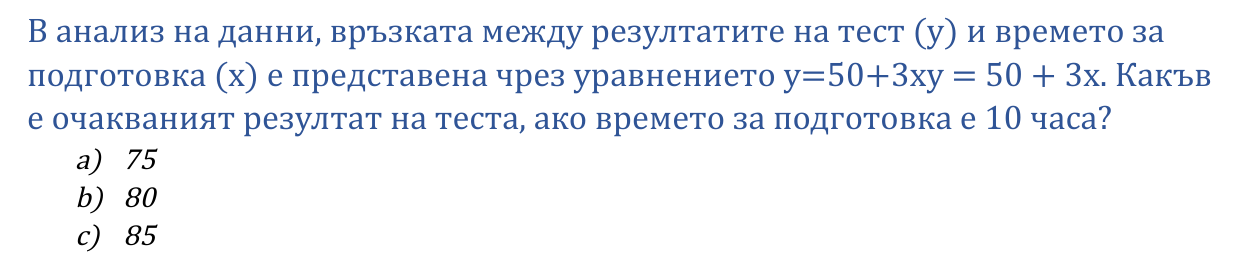 В анализ на данни, връзката между резултатите на тест (y) и времето за
подготовка (x) е представена чрез уравнението y=50+3xy = 50 + 3x. Какъв
е очакваният резултат на теста, ако времето за подготовка е 10 часа?
a) 75
b) 80
c) 85